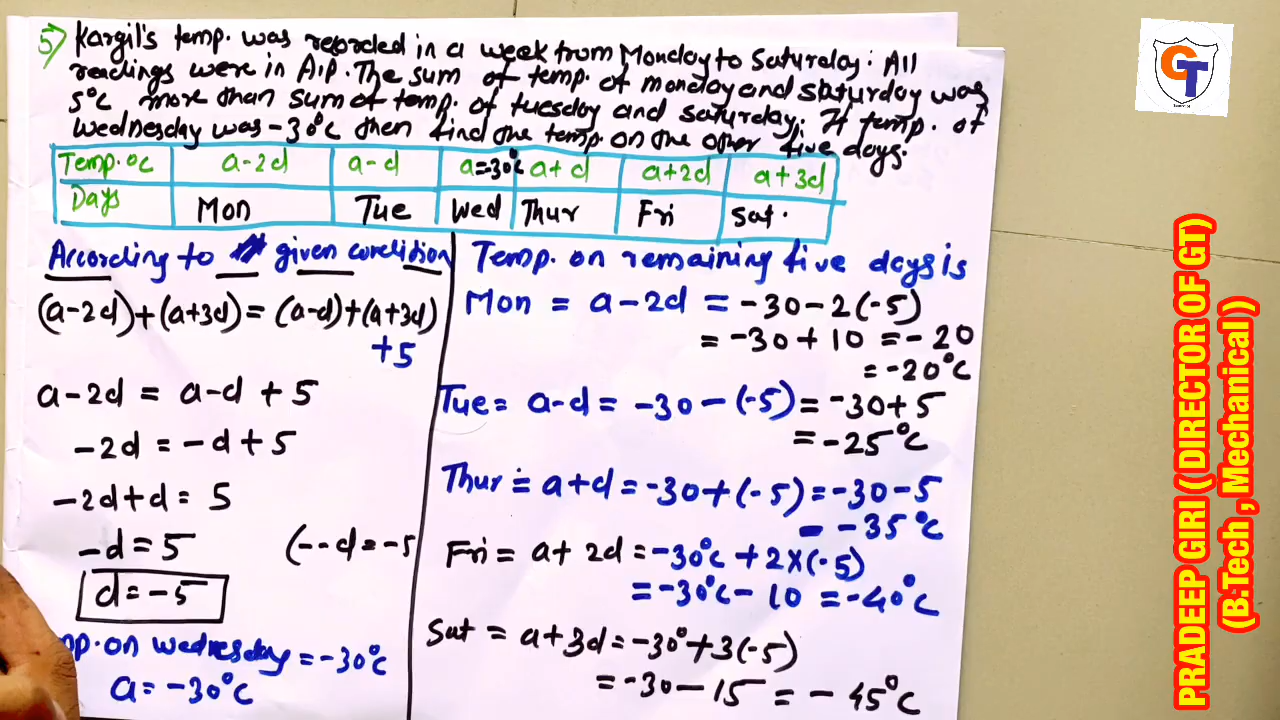 5) Kargil's temp. was recorded in a week from Monday to Saturday. All
readings were in A.P. The sum of temp. of monday and saturday was
5°C more than sum of temp. of tuesday and saturday. If temp. of
wednesday was -30°C then find the temp. on the other five days.
Temp. °C a-2d a-d a=-30°C a+d a+2d a+3d
Days Mon Tue Wed Thur Fri Sat.
According to given condition
(a-2d)+(a+3d) = (a-d)+(a+3d)
+5
a-2d = a-d + 5
-2d = -d + 5
-2d+d = 5
-d = 5 (--d = -5
d = -5
mp. on wednesday = -30°C
a = -30°C
Temp. on remaining five days is
Mon = a-2d = -30-2(-5)
= -30+10 = -20
= -20°C
Tue = a-d = -30-(-5) = -30+5
= -25°C
Thur = a+d = -30+(-5) = -30-5
= -35°C
Fri = a+2d = -30°C + 2×(-5)
= -30°C - 10 = -40°C
Sat = a+3d = -30°+3(-5)
= -30-15 = -45°C
GT
PRADEEP GIRI (( DIRECTOR OF GT)
(B.Tech , Mechanical )